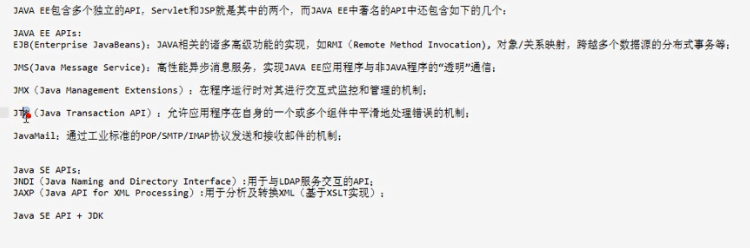 JAVA EE包含多个独立的API，Servlet和JSP就是其中的两个，而JAVA EE中著名的API中还包含如下的几个：
JAVA EE APIs:
EJB(Enterprise JavaBeans)：JAVA相关的诸多高级功能的实现，如RMI（Remote Method Invocation)，对象/关系映射，跨越多个数据源的分布式事务等；
JMS(Java Message Service)：高性能异步消息服务，实现JAVA EE应用程序与非JAVA程序的“透明”通信；
JMX（Java Management Extensions）：在程序运行时对其进行交互式监控和管理的机制；
JTA（Java Transaction API）：允许应用程序在自身的一个或多个组件中平滑地处理错误的机制；
JavaMail：通过工业标准的POP/SMTP/IMAP协议发送和接收邮件的机制；
Java SE APIs：
JNDI（Java Naming and Directory Interface）:用于与LDAP服务交互的API；
JAXP（Java API for XML Processing）:用于分析及转换XML（基于XSLT实现）；
Java SE API + JDK